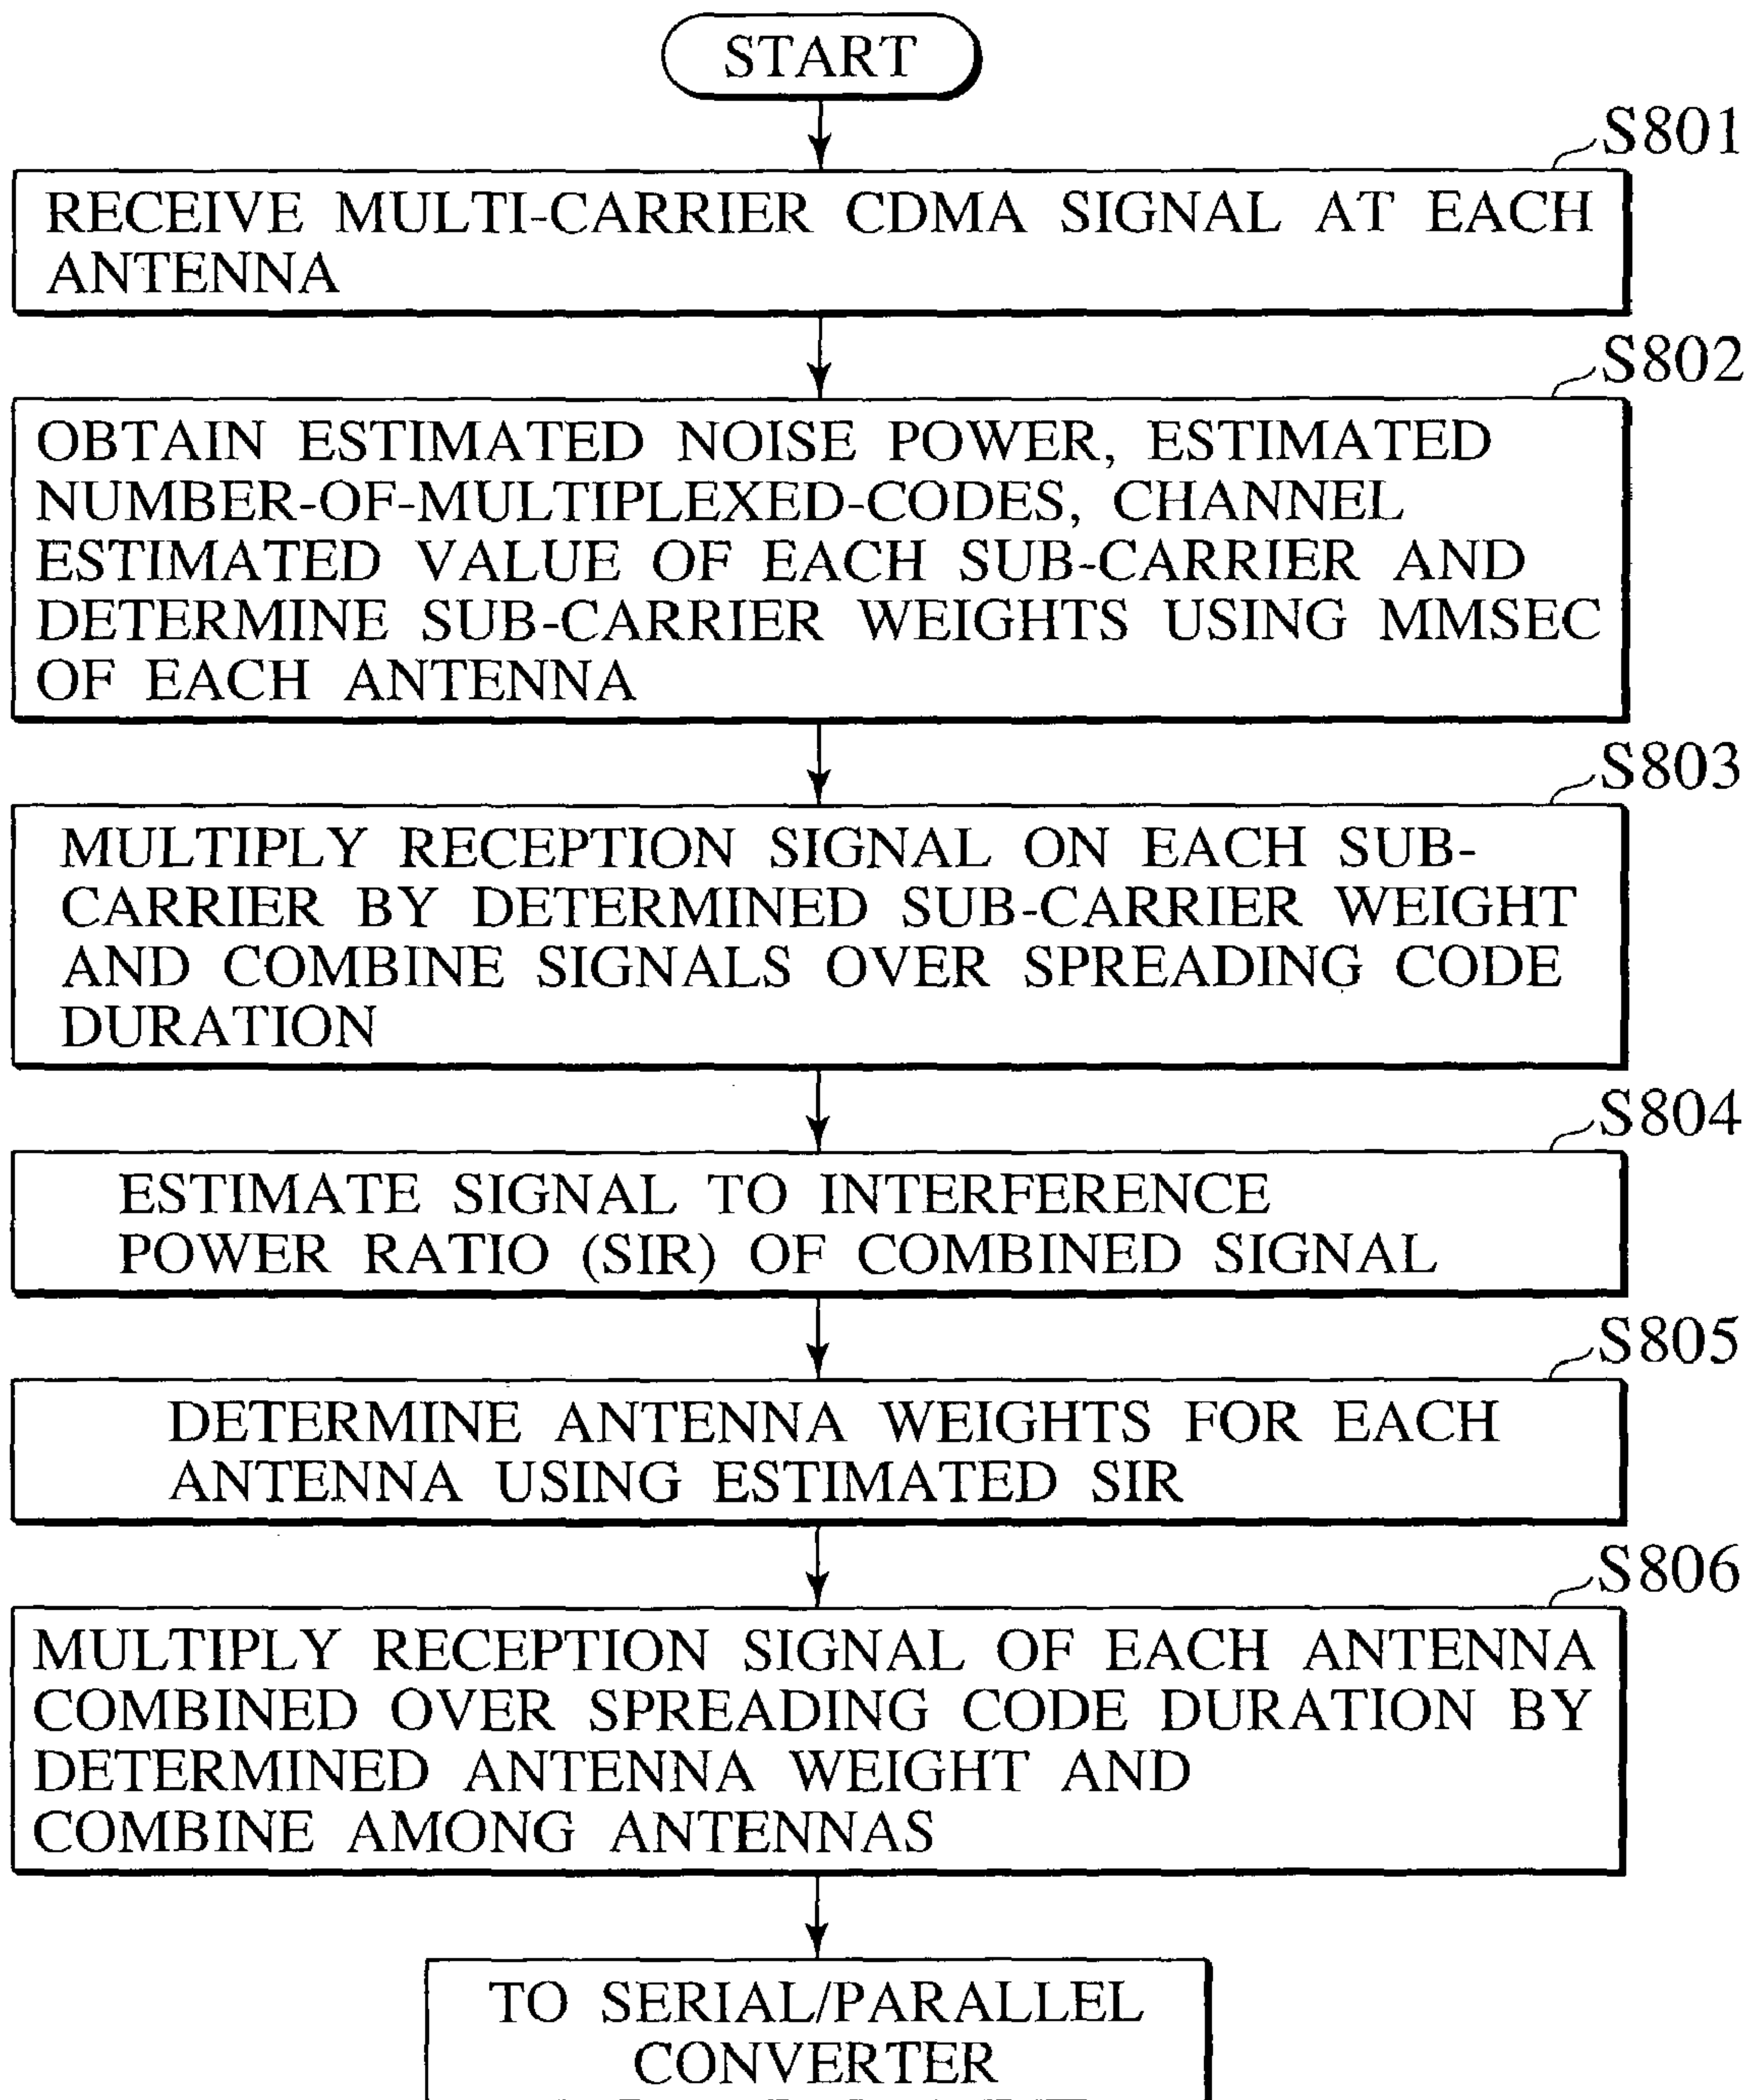 START
S801
RECEIVE MULTI-CARRIER CDMA SIGNAL AT EACH
ANTENNA
S802
OBTAIN ESTIMATED NOISE POWER, ESTIMATED
NUMBER-OF-MULTIPLEXED-CODES, CHANNEL
ESTIMATED VALUE OF EACH SUB-CARRIER AND
DETERMINE SUB-CARRIER WEIGHTS USING MMSEC
OF EACH ANTENNA
S803
MULTIPLY RECEPTION SIGNAL ON EACH SUB-
CARRIER BY DETERMINED SUB-CARRIER WEIGHT
AND COMBINE SIGNALS OVER SPREADING CODE
DURATION
S804
ESTIMATE SIGNAL TO INTERFERENCE
POWER RATIO (SIR) OF COMBINED SIGNAL
S805
DETERMINE ANTENNA WEIGHTS FOR EACH
ANTENNA USING ESTIMATED SIR
S806
MULTIPLY RECEPTION SIGNAL OF EACH ANTENNA
COMBINED OVER SPREADING CODE DURATION BY
DETERMINED ANTENNA WEIGHT AND
COMBINE AMONG ANTENNAS
TO SERIAL/PARALLEL
CONVERTER